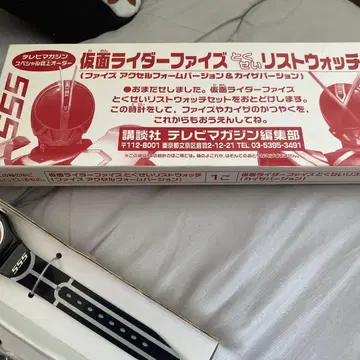 テレビマガジン
スペシャル誌上オーダー
仮面ライダーファイズ とくせい リストウォッチ
(ファイズ アクセルフォームバージョン&カイザバージョン)
●おまたせしました。仮面ライダーファイズ
とくせいリストウォッチセットをおとどけします。
この時計をして、ファイズやカイザのかつやくを、
これからもおうえんしてね。
講談社 テレビマガジン編集部
〒112-8001 東京都文京区音羽2-12-21 TEL 03-5395-3491
555
とくせいリストウォッチ
(ファイズ アクセルフォームバージョン)
1こ
仮面ライダーファイズ とくせいリストウォッチ
(カイザバージョン)
555